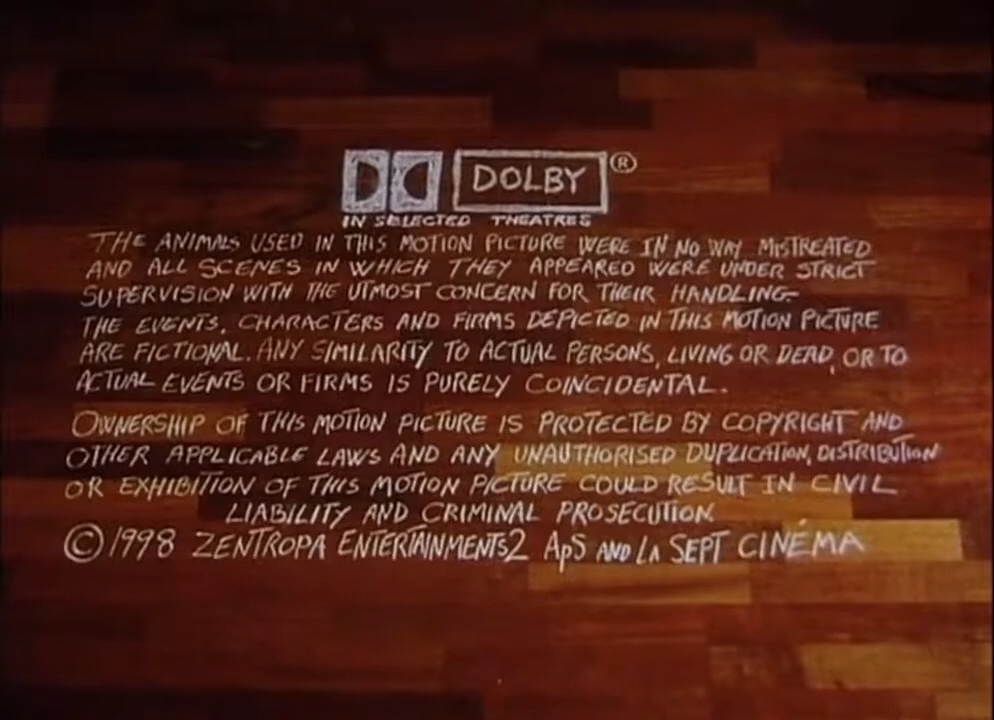 DOLBY ®
IN SELECTED THEATRES
THE ANIMALS USED IN THIS MOTION PICTURE WERE IN NO WAY MISTREATED
AND ALL SCENES IN WHICH THEY APPEARED WERE UNDER STRICT
SUPERVISION WITH THE UTMOST CONCERN FOR THEIR HANDLING.
THE EVENTS, CHARACTERS AND FIRMS DEPICTED IN THIS MOTION PICTURE
ARE FICTIONAL. ANY SIMILARITY TO ACTUAL PERSONS, LIVING OR DEAD, OR TO
ACTUAL EVENTS OR FIRMS IS PURELY COINCIDENTAL.
OWNERSHIP OF THIS MOTION PICTURE IS PROTECTED BY COPYRIGHT AND
OTHER APPLICABLE LAWS AND ANY UNAUTHORISED DUPLICATION, DISTRIBUTION
OR EXHIBITION OF THIS MOTION PICTURE COULD RESULT IN CIVIL
LIABILITY AND CRIMINAL PROSECUTION
© 1998 ZENTROPA ENTERTAINMENTS2 ApS AND LA SEPT CINÉMA